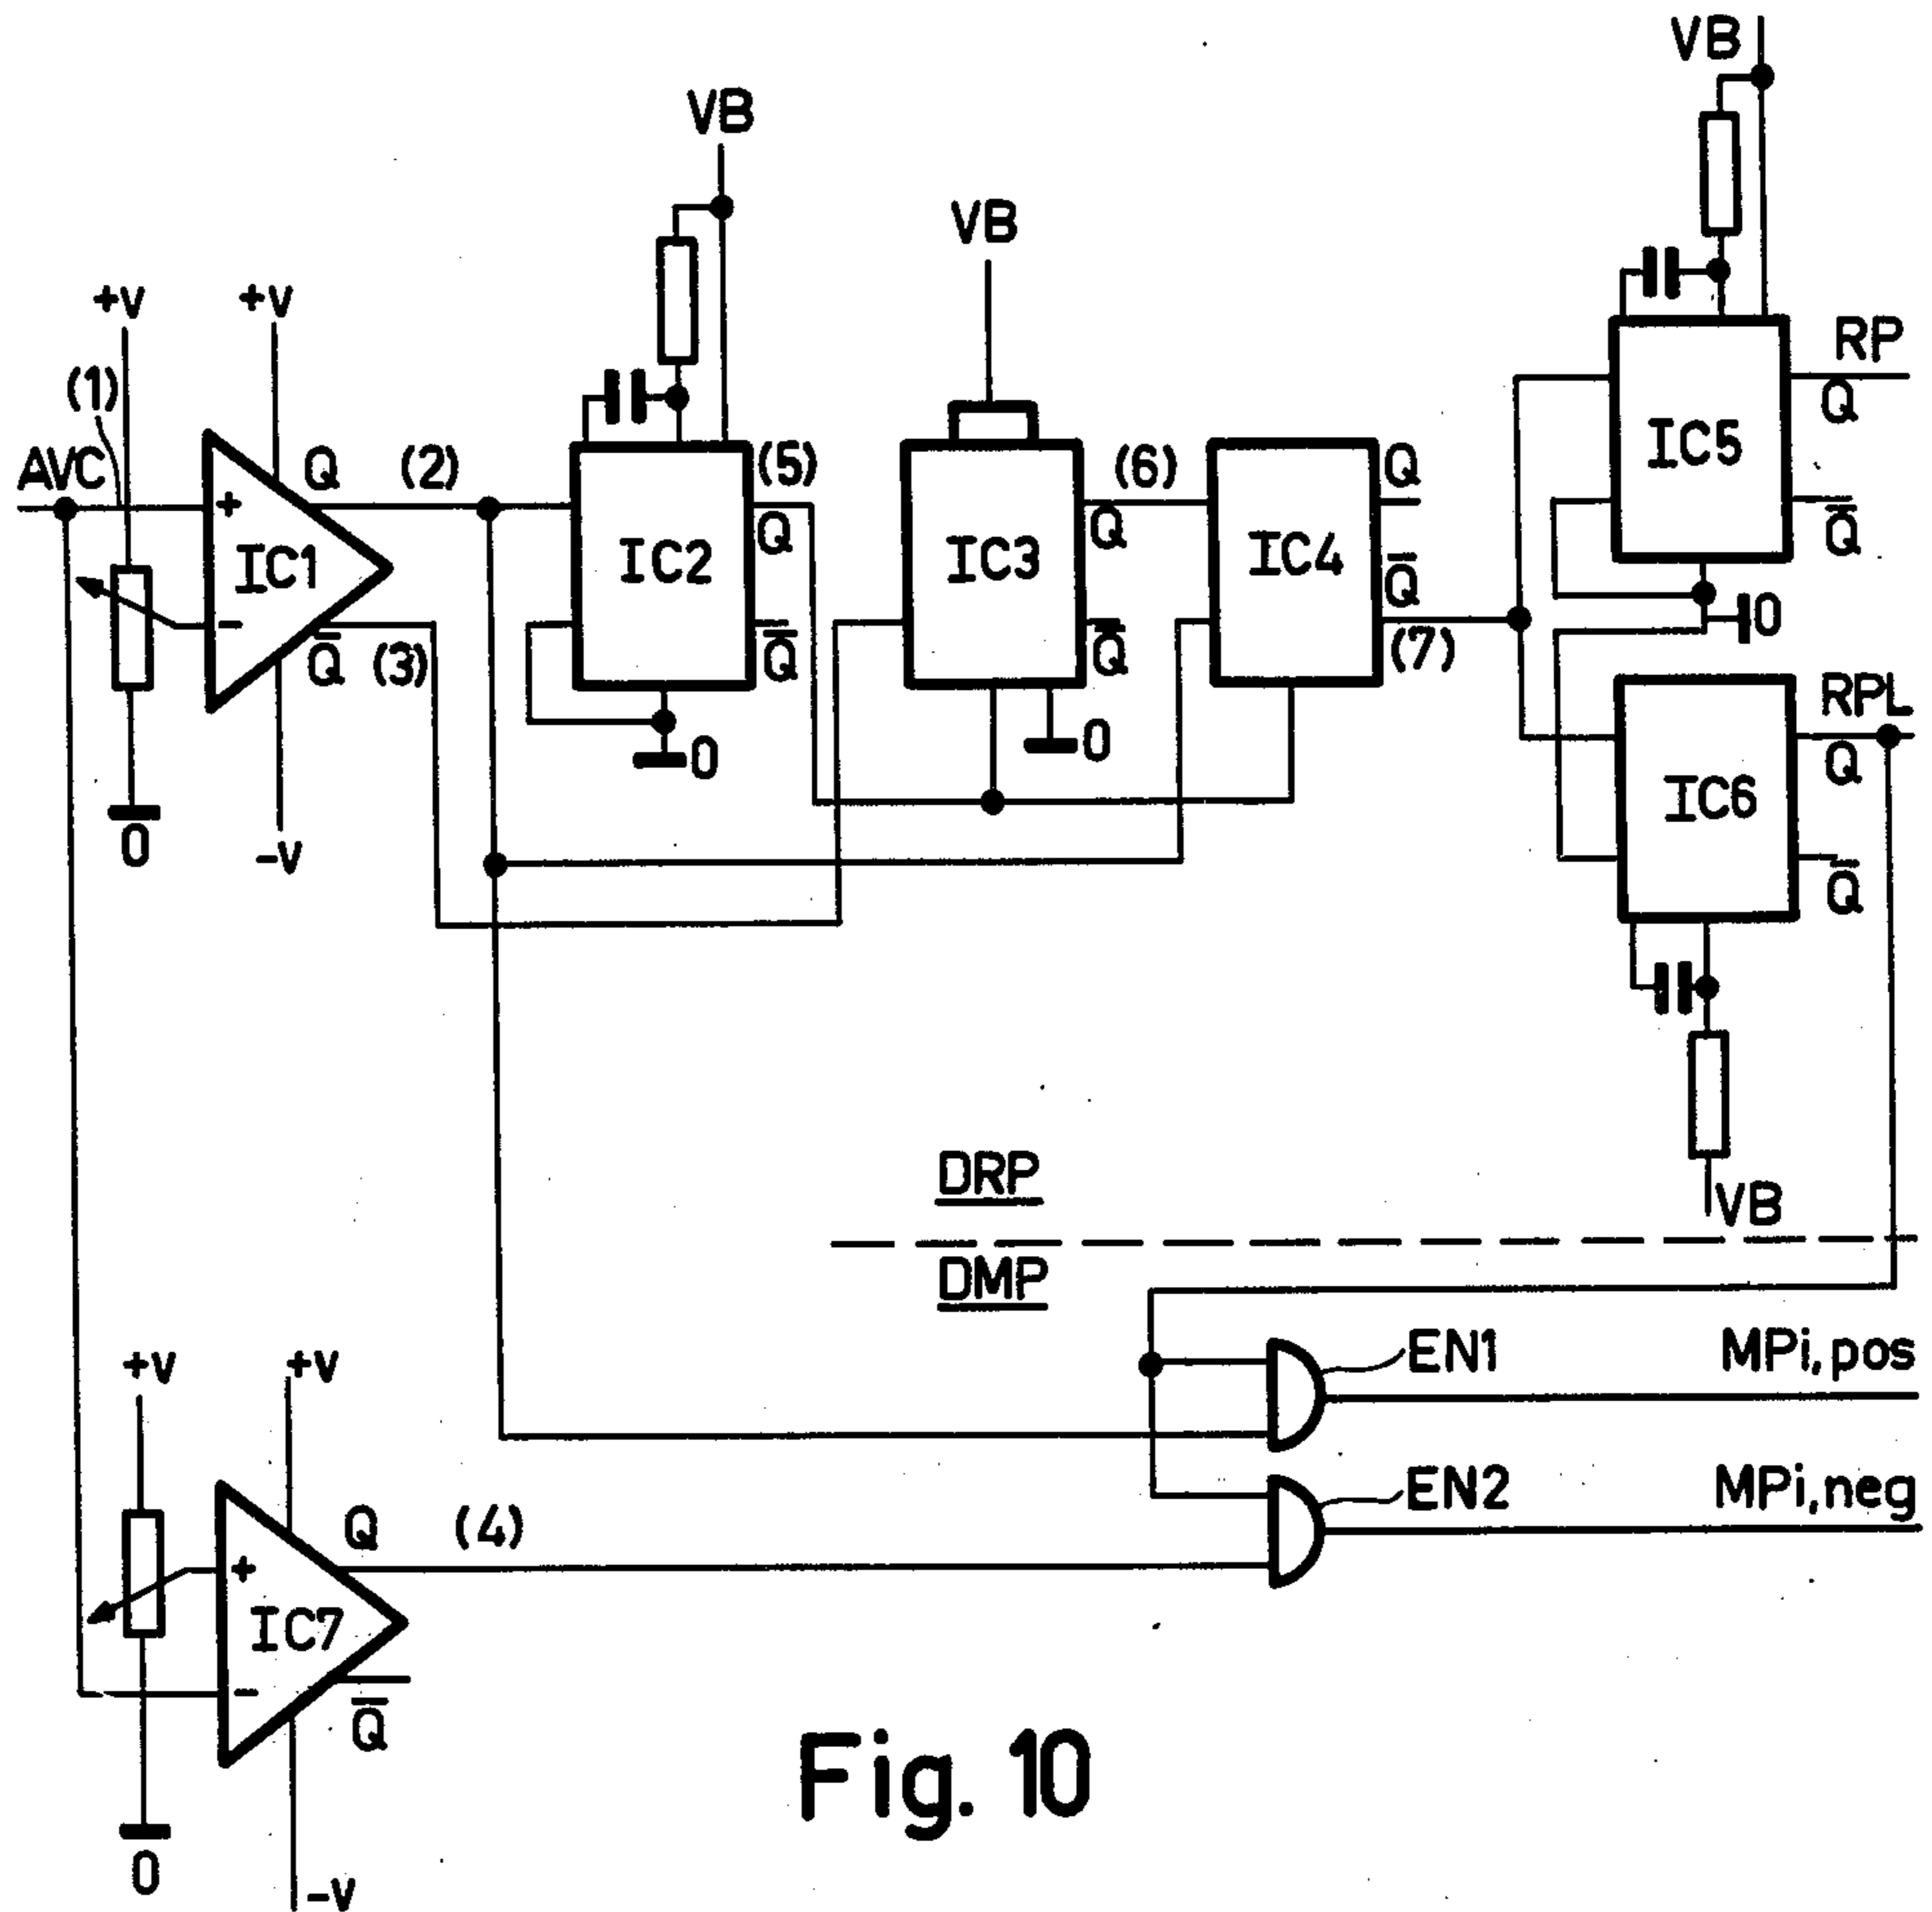 VB
VB
VB
+V
+V
(1)
AVC
+
-
IC1
Q
(2)
Q̅
(3)
0
-V
IC2
(5)
Q
Q̅
0
IC3
(6)
Q
Q̅
0
IC4
Q
Q̅
(7)
IC5
RP
Q
Q̅
0
IC6
RPL
Q
Q̅
VB
DRP
DMP
EN1
MPi,pos
EN2
MPi,neg
+V
+V
+
-
IC7
Q
(4)
Q̅
0
-V
Fig. 10